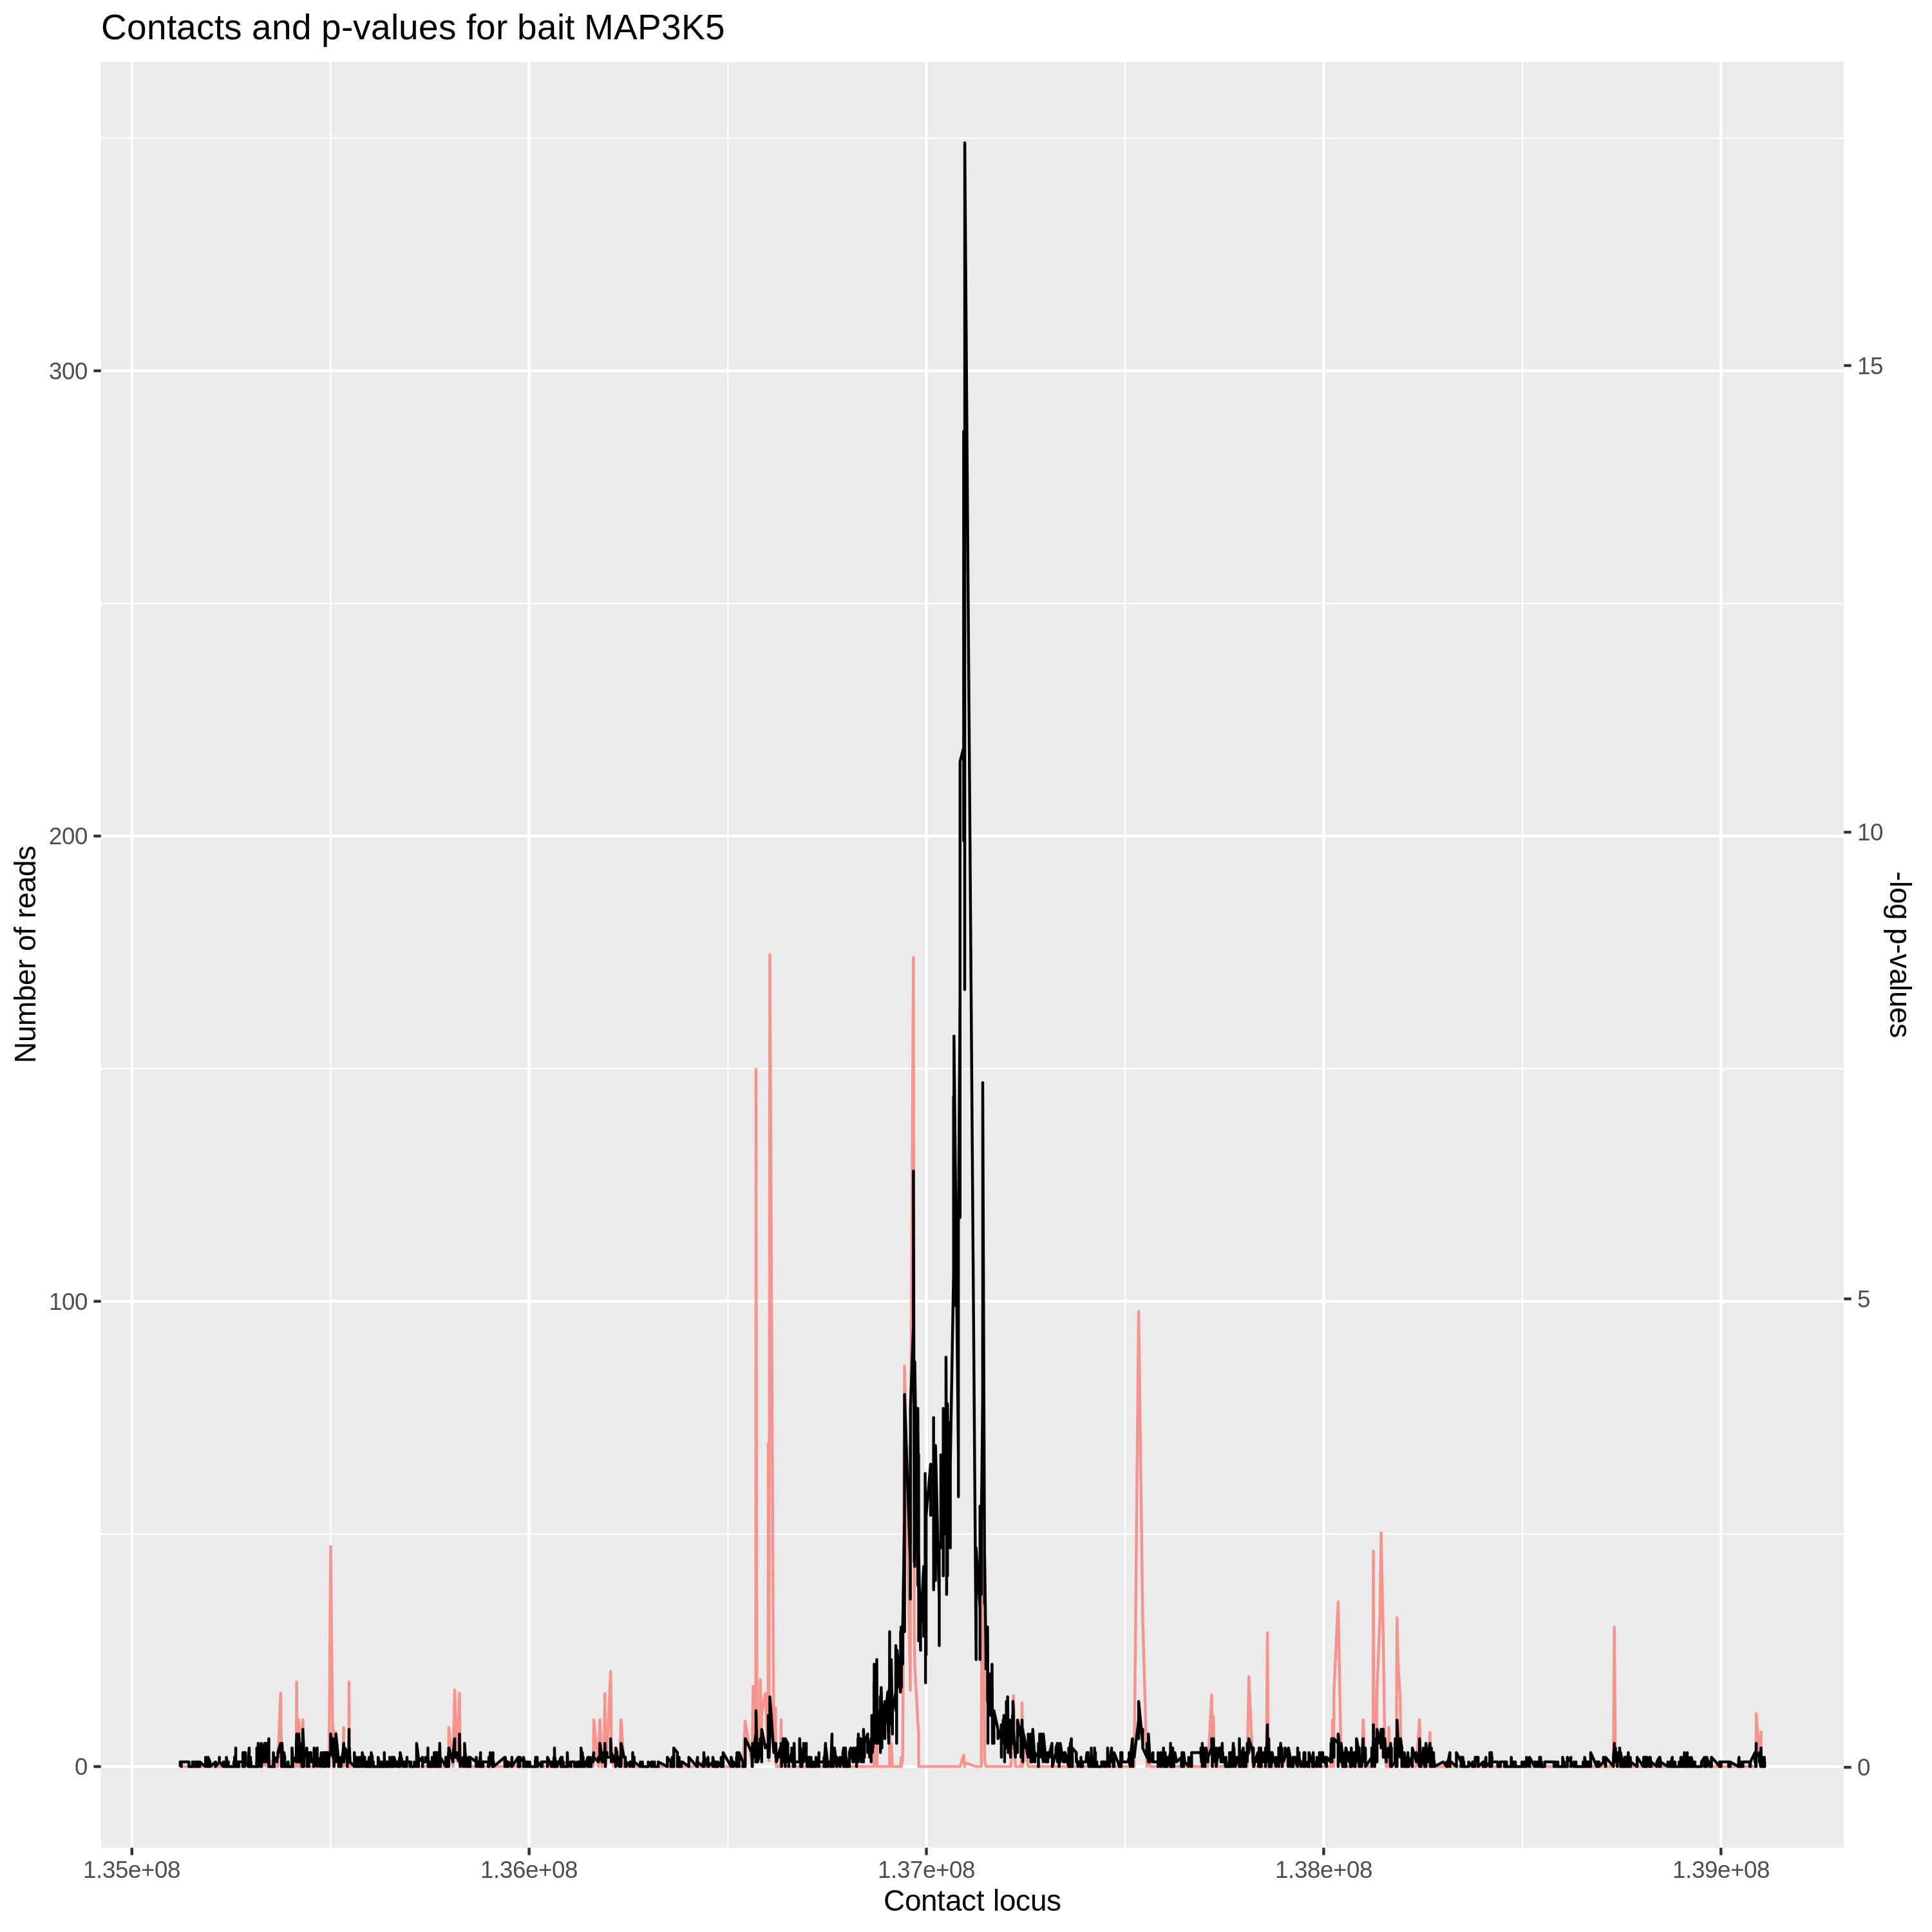 Contacts and p-values for bait MAP3K5
Number of reads
300
200
100
0
15
10
5
0
-log p-values
1.35e+08 1.36e+08 1.37e+08 1.38e+08 1.39e+08
Contact locus